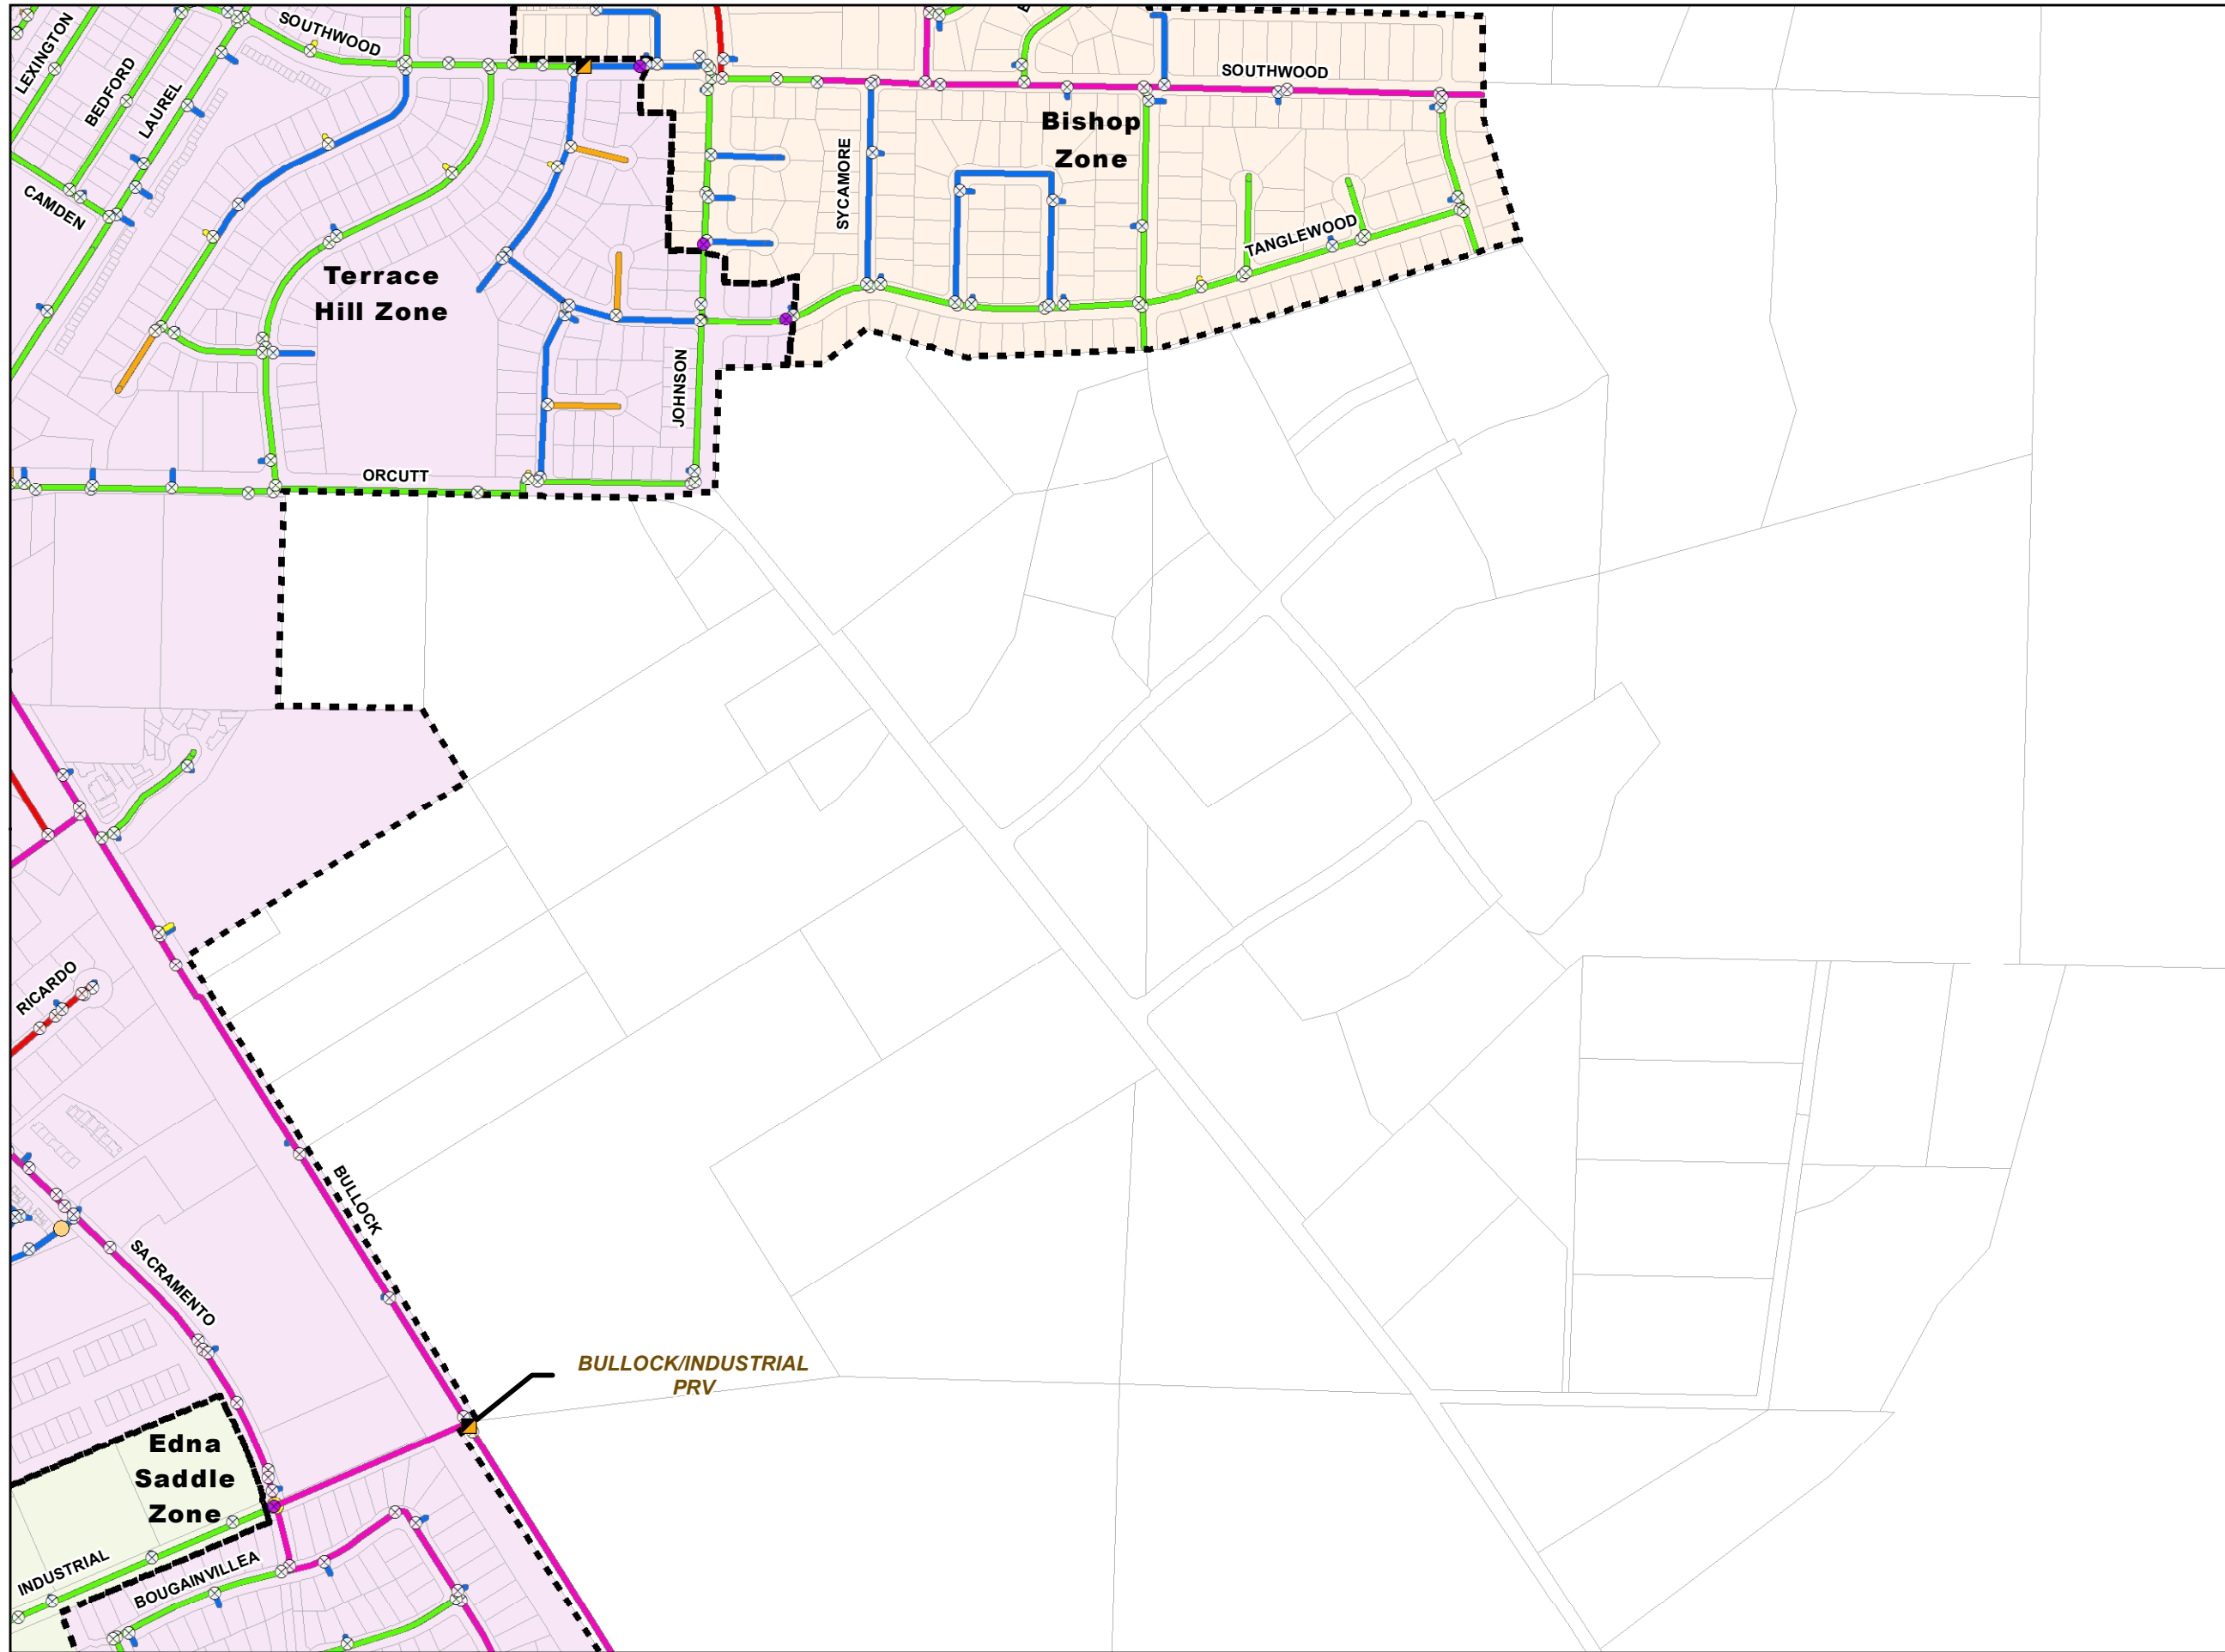 SOUTHWOOD
LEXINGTON
BEDFORD
LAUREL
CAMDEN
SOUTHWOOD
Bishop
Zone
SYCAMORE
TANGLEWOOD
Terrace
Hill Zone
JOHNSON
ORCUTT
RICARDO
BULLOCK
SACRAMENTO
BULLOCK/INDUSTRIAL
PRV
Edna
Saddle
Zone
INDUSTRIAL
BOUGAINVILLEA